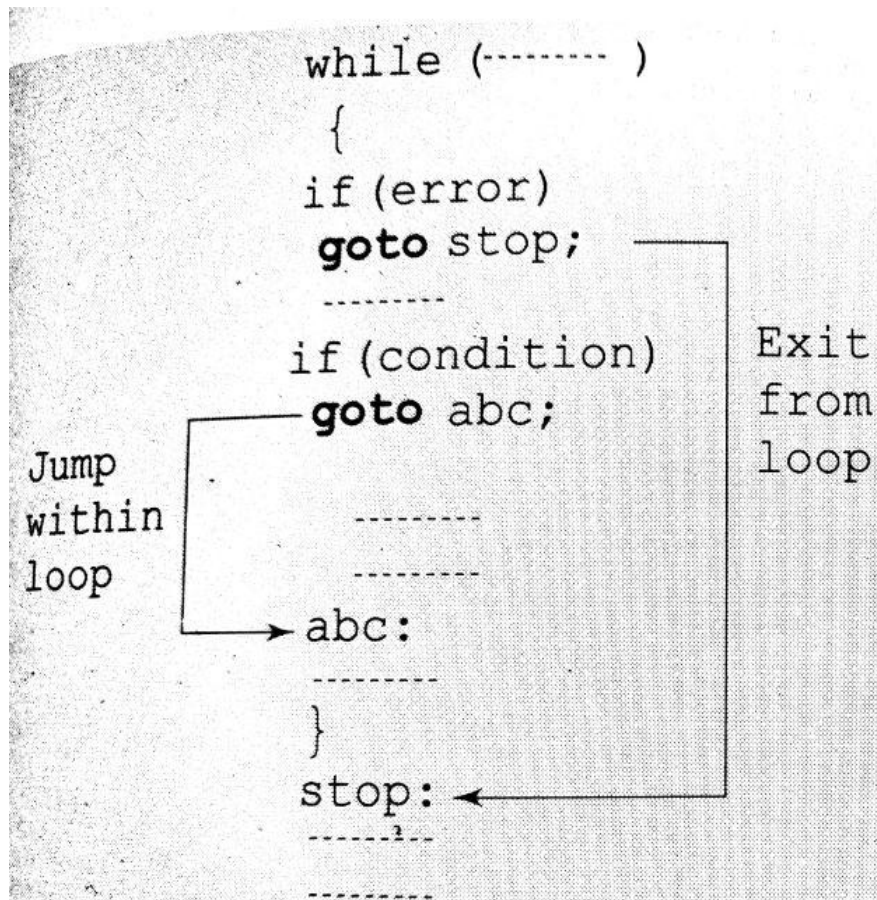 while (--------- )
{
if (error)
goto stop;
--------
if (condition)
goto abc;
Exit
from
loop
Jump
within
loop
--------
--------
abc:
--------
}
stop:
--------
--------